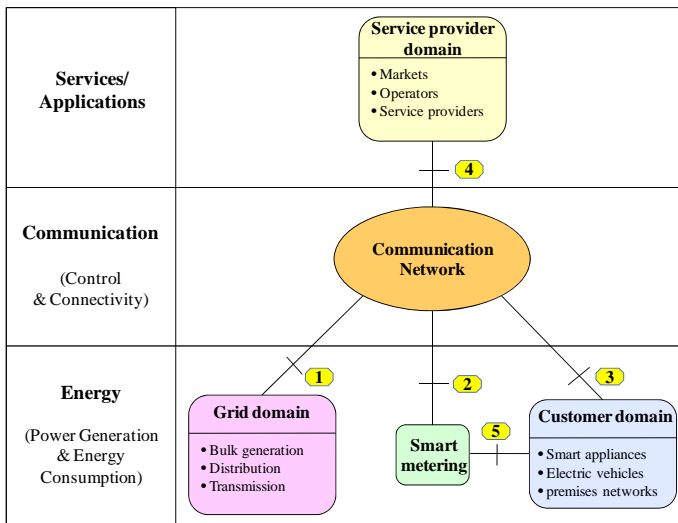 Services/
Applications
Service provider
domain
• Markets
• Operators
• Service providers
4
Communication
(Control
& Connectivity)
Communication
Network
Energy
(Power Generation
& Energy
Consumption)
1
2
3
Grid domain
• Bulk generation
• Distribution
• Transmission
Smart
metering
5
Customer domain
• Smart appliances
• Electric vehicles
• premises networks